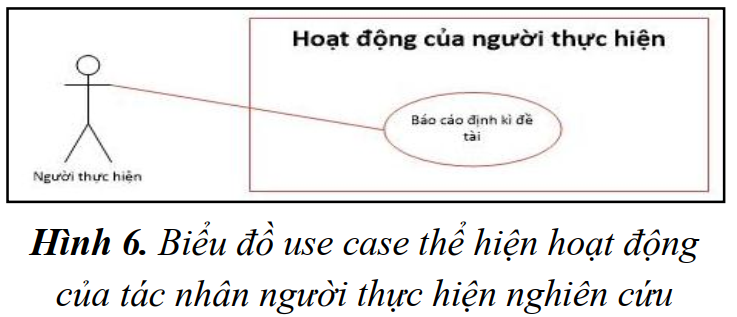 Hoạt động của người thực hiện
Báo cáo định kì đề
tài
Người thực hiện
Hình 6. Biểu đồ use case thể hiện hoạt động
của tác nhân người thực hiện nghiên cứu